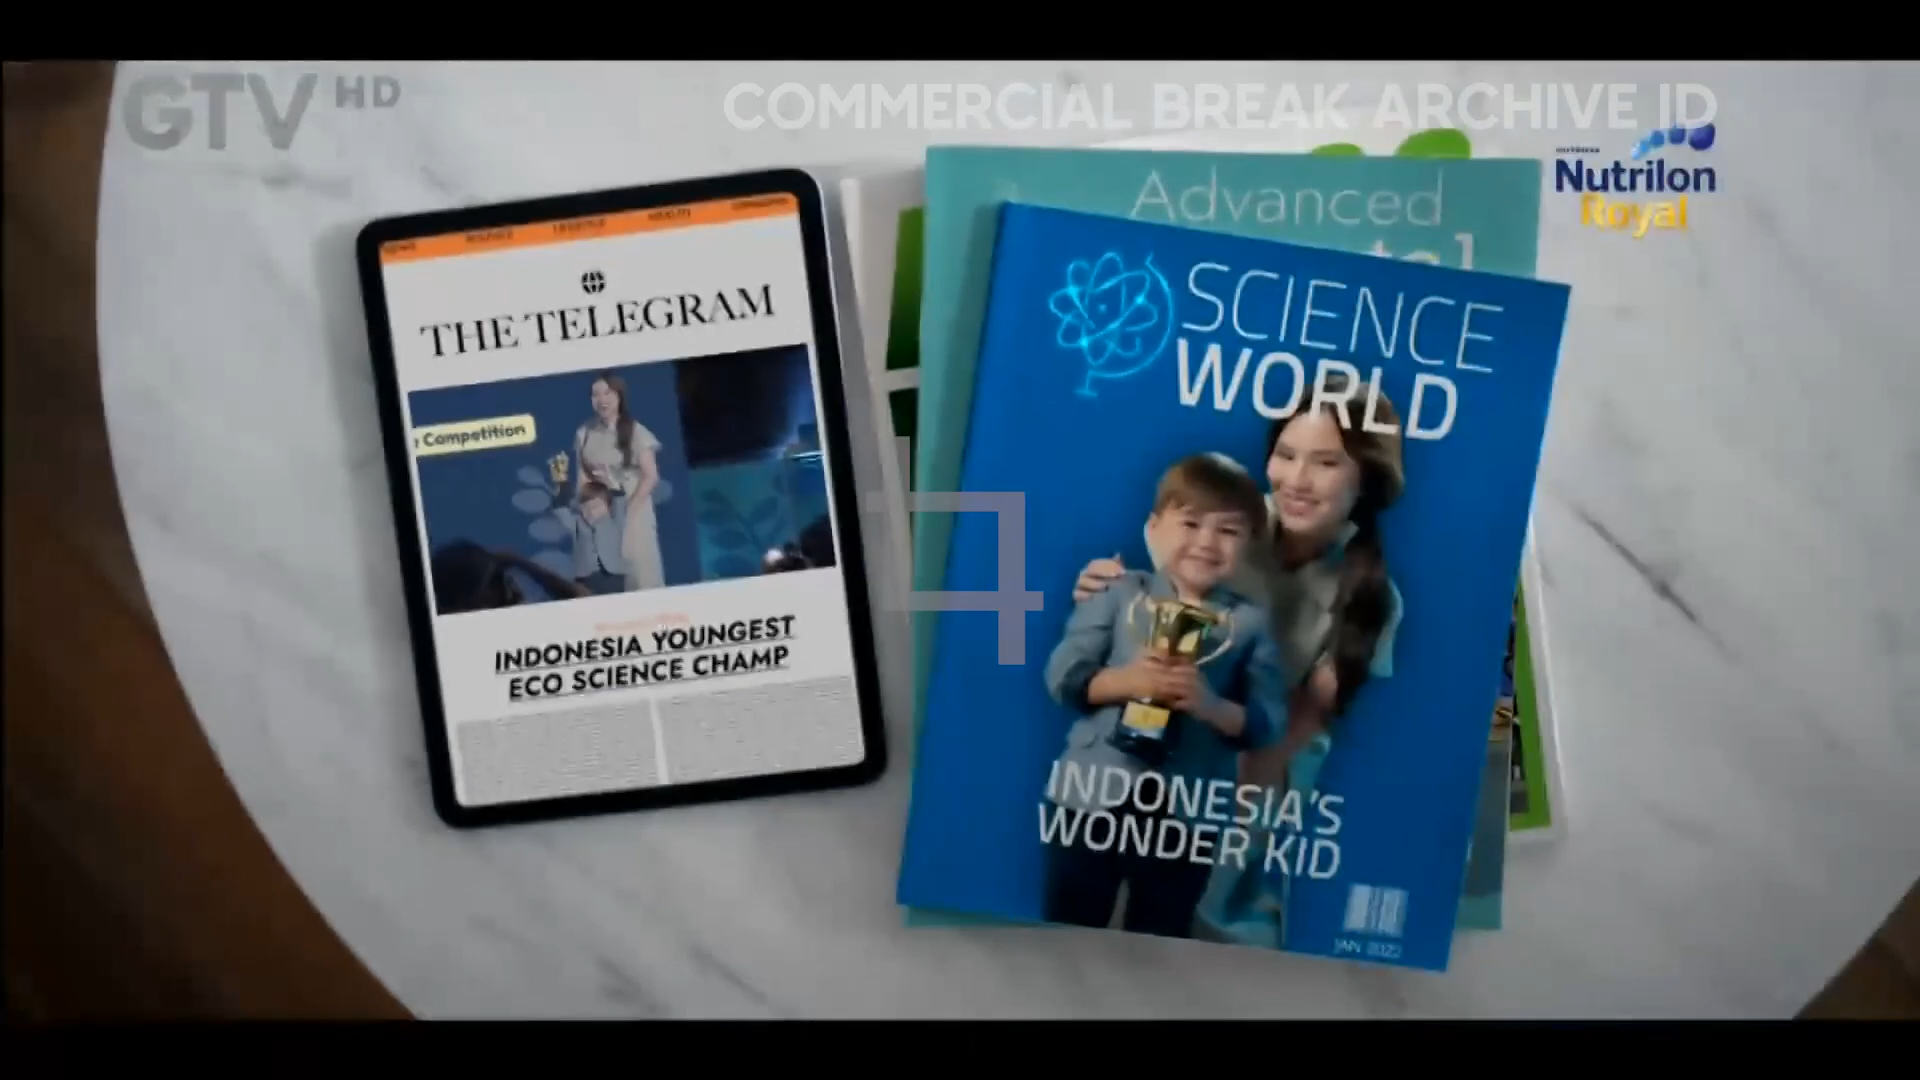 GTV HD
COMMERCIAL BREAK ARCHIVE ID
Nutrilon
Royal
NEWS
THE TELEGRAM
Competition
INDONESIA YOUNGEST
ECO SCIENCE CHAMP
Advanced
SCIENCE
WORLD
INDONESIA'S
WONDER KID
JAN 2022